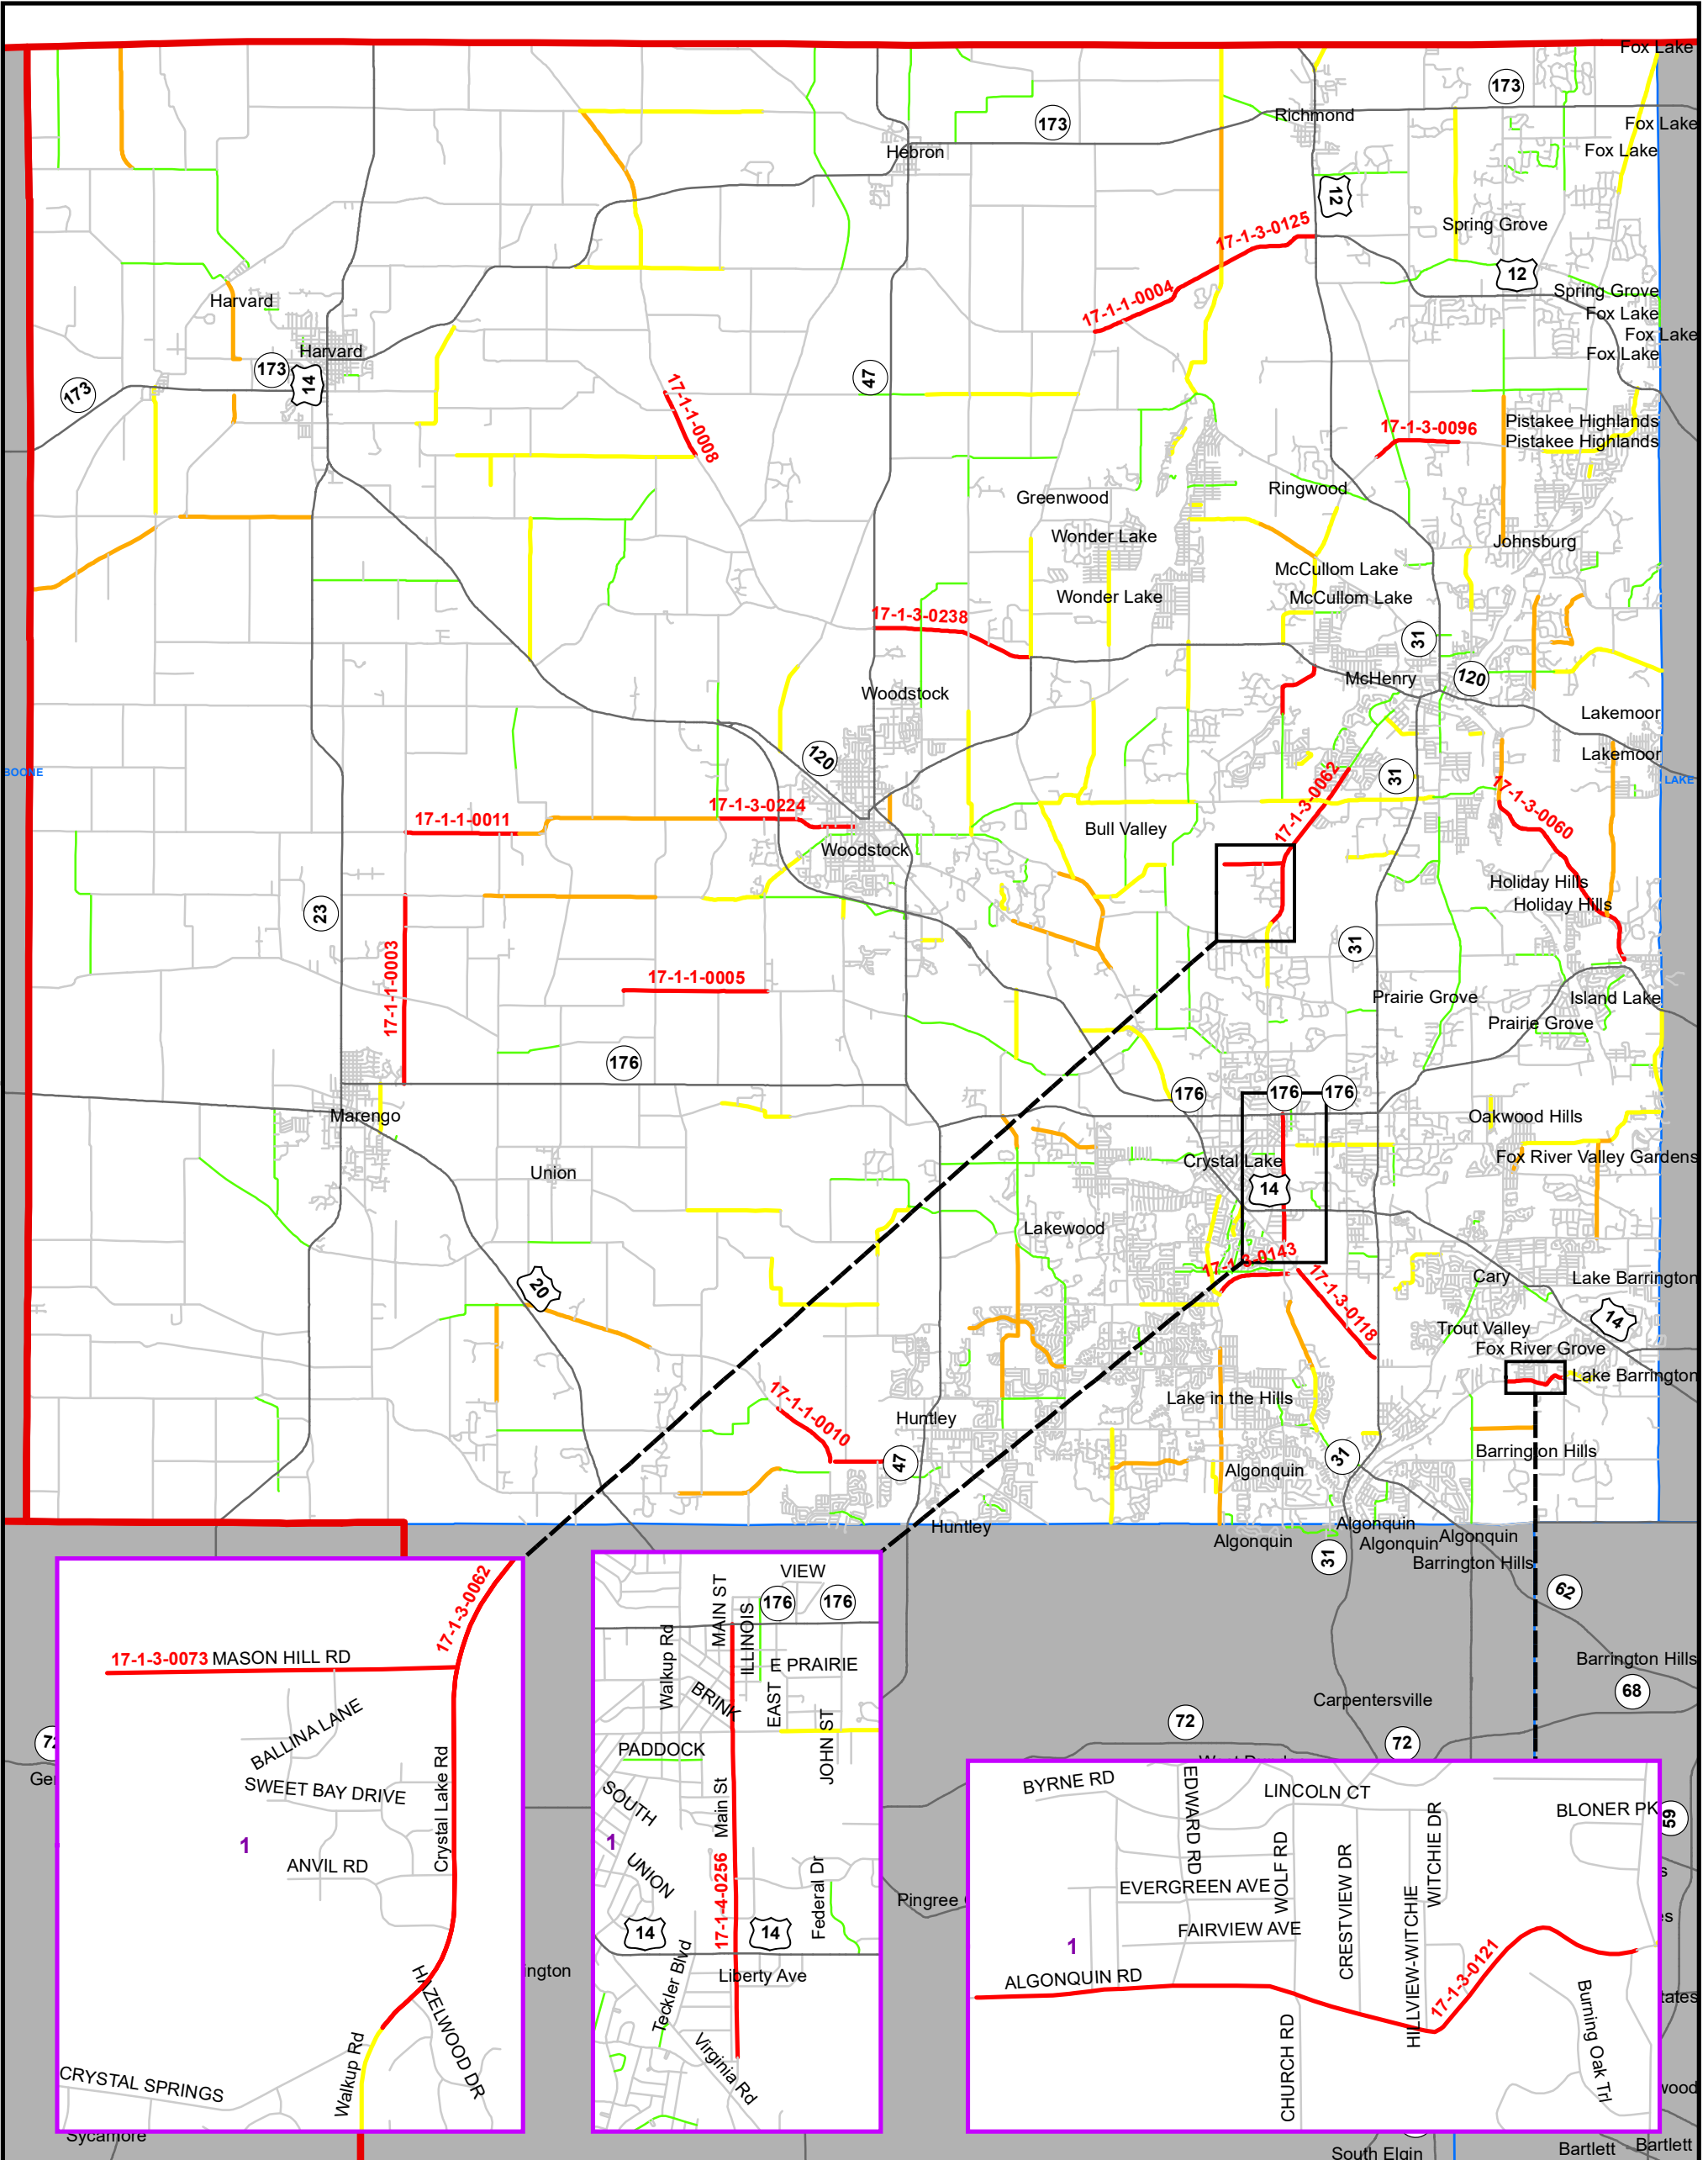 Fox Lake
173
Richmond
173
Fox Lake
Hebron
Fox Lake
12
17-1-3-0125
Spring Grove
12
Harvard
17-1-1-0004
Spring Grove
Fox Lake
Fox Lake
Harvard
Fox Lake
173
14
47
173
17-1-1-0008
17-1-3-0096
Pistakee Highlands
Pistakee Highlands
Greenwood
Ringwood
Wonder Lake
Johnsburg
McCullom Lake
Wonder Lake
McCullom Lake
17-1-3-0238
31
McHenry
120
Woodstock
Lakemoor
120
Lakemoor
BOONE
31
LAKE
17-1-3-0062
17-1-3-0060
17-1-3-0224
17-1-1-0011
Bull Valley
Woodstock
Holiday Hills
Holiday Hills
23
31
17-1-1-0003
17-1-1-0005
Prairie Grove
Island Lake
Prairie Grove
176
176
176
176
Marengo
Oakwood Hills
Fox River Valley Gardens
Crystal Lake
Union
14
Lakewood
17-1-3-0143
17-1-3-0118
Cary
Lake Barrington
20
14
Trout Valley
Fox River Grove
Lake Barrington
Lake in the Hills
17-1-1-0010
Huntley
47
Barrington Hills
31
Algonquin
Huntley
Algonquin
Algonquin
Algonquin
Algonquin
31
Barrington Hills
62
Barrington Hills
68
Carpentersville
72
72
72
59
Pingree
ington
Sycamore
South Elgin
Bartlett
Bartlett
17-1-3-0062
17-1-3-0073
MASON HILL RD
BALLINA LANE
SWEET BAY DRIVE
Crystal Lake Rd
1
ANVIL RD
HAZELWOOD DR
Walkup Rd
CRYSTAL SPRINGS
VIEW
MAIN ST
176
176
ILLINOIS
Walkup Rd
E PRAIRIE
BRINK
EAST
JOHN ST
PADDOCK
SOUTH
Main St
1
UNION
17-1-4-0256
Federal Dr
14
14
Teckler Blvd
Liberty Ave
Virginia Rd
BYRNE RD
EDWARD RD
LINCOLN CT
BLONER PK
WITCHIE DR
WOLF RD
CRESTVIEW DR
EVERGREEN AVE
FAIRVIEW AVE
HILLVIEW-WITCHIE
1
17-1-3-0121
ALGONQUIN RD
Burning Oak Trl
CHURCH RD